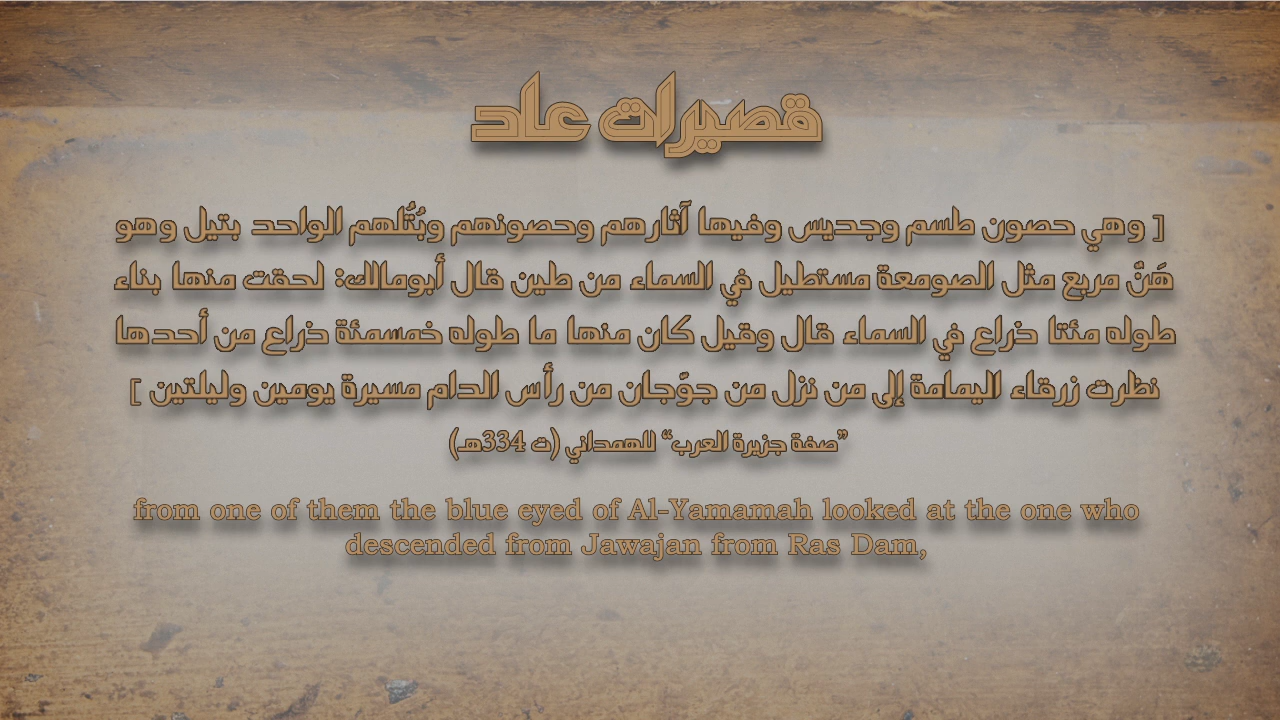 قصيرات عاد
[ وهي حصون طسم وجديس وفيها آثارهم وحصونهم وبُتُلهم الواحد بتيل وهو
هَنٌ مربع مثل الصومعة مستطيل في السماء من طين قال أبومالك: لحقت منها بناء
طوله مئتا ذراع في السماء قال وقيل كان منها ما طوله خمسمئة ذراع من أحدها
نظرت زرقاء اليمامة إلى من نزل من جوّجان من رأس الدام مسيرة يومين وليلتين ]
”صفة جزيرة العرب“ للهمداني (ت 334هـ)
from one of them the blue eyed of Al-Yamamah looked at the one who
descended from Jawajan from Ras Dam,